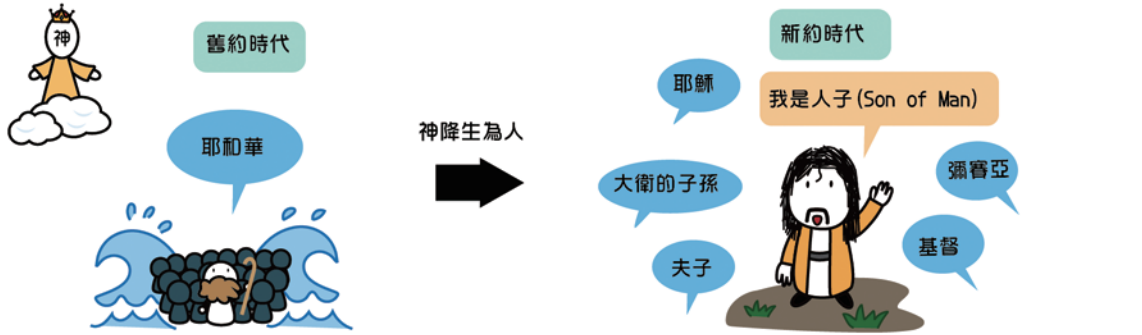 神
舊約時代
耶和華
神降生為人
新約時代
耶穌
我是人子(Son of Man)
大衛的子孫
彌賽亞
夫子
基督